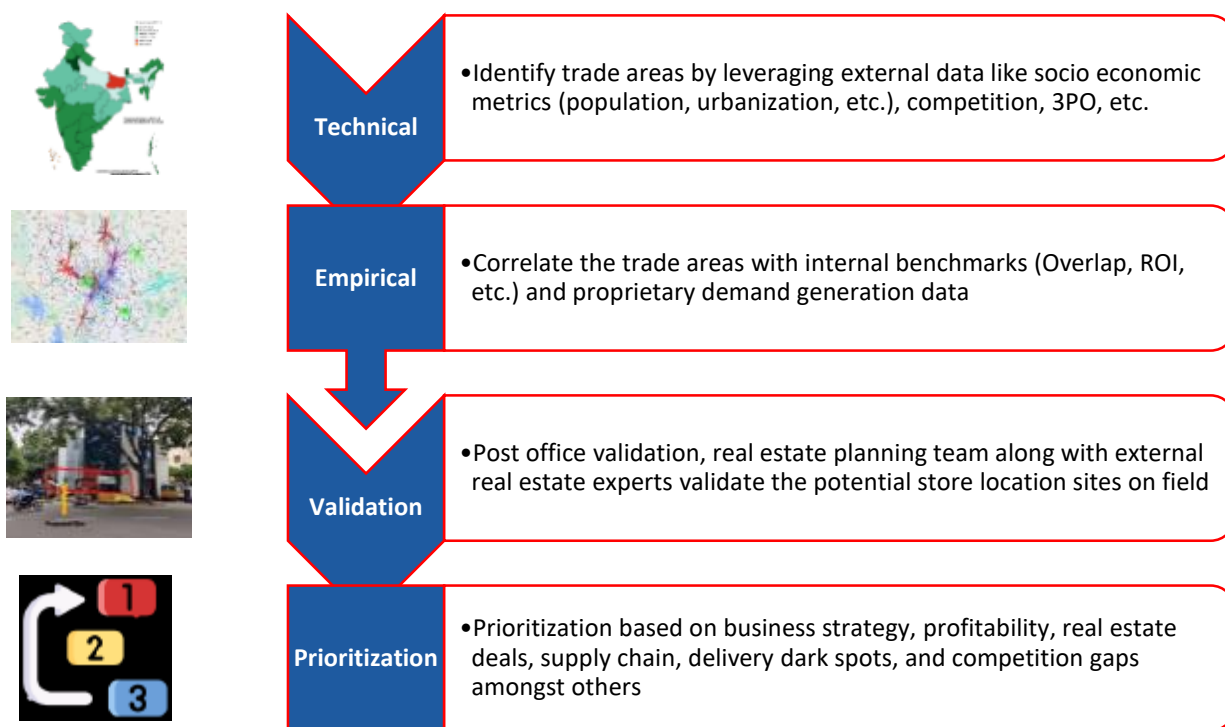 Technical
•Identify trade areas by leveraging external data like socio economic
metrics (population, urbanization, etc.), competition, 3PO, etc.
Empirical
•Correlate the trade areas with internal benchmarks (Overlap, ROI,
etc.) and proprietary demand generation data
Validation
•Post office validation, real estate planning team along with external
real estate experts validate the potential store location sites on field
1
2
3
Prioritization
•Prioritization based on business strategy, profitability, real estate
deals, supply chain, delivery dark spots, and competition gaps
amongst others